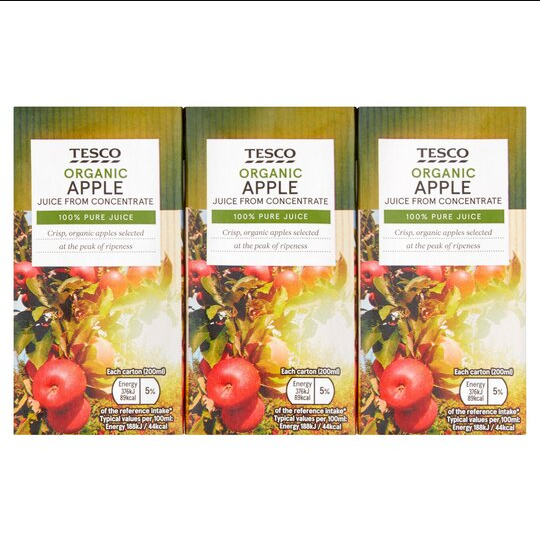 TESCO
ORGANIC
APPLE
JUICE FROM CONCENTRATE
100% PURE JUICE
Crisp, organic apples selected
at the peak of ripeness
Each carton (200ml)
Energy
376kJ
89kcal
5%
of the reference intake*
Typical values per 100ml:
Energy 188kJ / 44kcal
TESCO
ORGANIC
APPLE
JUICE FROM CONCENTRATE
100% PURE JUICE
Crisp, organic apples selected
at the peak of ripeness
Each carton (200ml)
Energy
376kJ
89kcal
5%
of the reference intake*
Typical values per 100ml:
Energy 188kJ / 44kcal
TESCO
ORGANIC
APPLE
JUICE FROM CONCENTRATE
100% PURE JUICE
Crisp, organic apples selected
at the peak of ripeness
Each carton (200ml)
Energy
376kJ
89kcal
5%
of the reference intake*
Typical values per 100ml:
Energy 188kJ / 44kcal